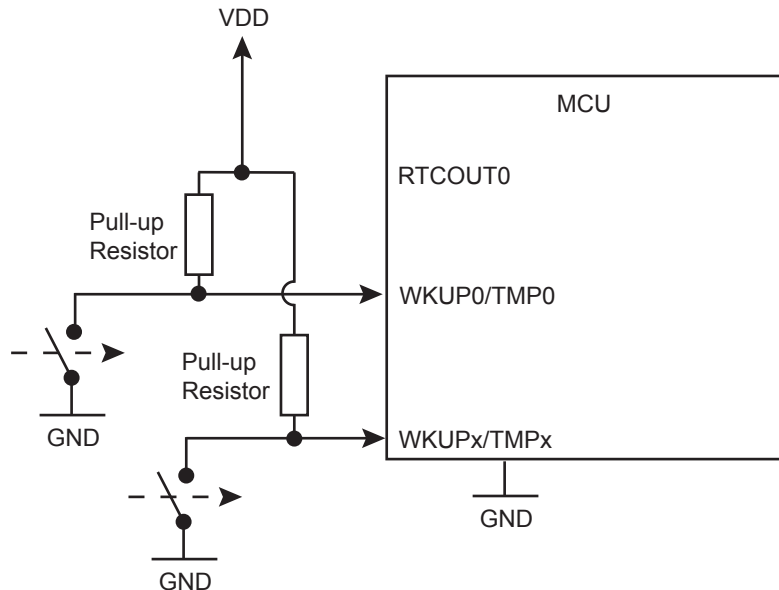 VDD
MCU
RTCOUT0
Pull-up
Resistor
WKUP0/TMP0
Pull-up
Resistor
GND
WKUPx/TMPx
GND
GND